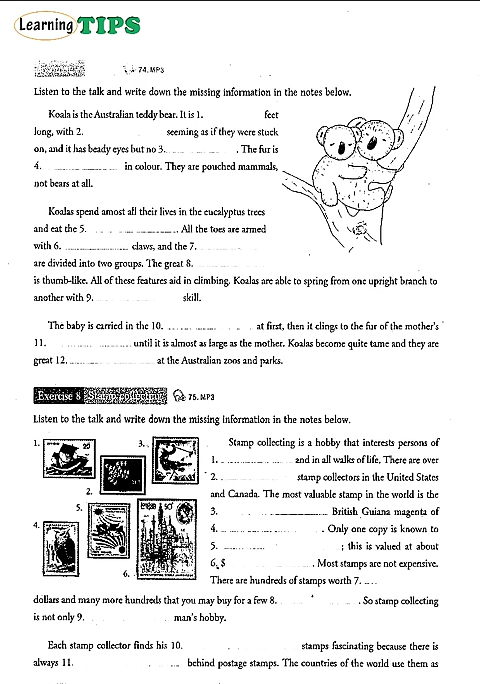 Learning TIPS
74.MP3
Listen to the talk and write down the missing information in the notes below.
Koala is the Australian teddy bear. It is 1. feet
long, with 2. seeming as if they were stuck
on, and it has beady eyes but no 3. . The fur is
4. in colour. They are pouched mammals,
not bears at all.
Koalas spend amost all their lives in the eucalyptus trees
and eat the 5. . All the toes are armed
with 6. claws, and the 7.
are divided into two groups. The great 8.
is thumb-like. All of these features aid in climbing. Koalas are able to spring from one upright branch to
another with 9. skill.
The baby is carried in the 10. at first, then it clings to the fur of the mother's
11. until it is almost as large as the mother. Koalas become quite tame and they are
great 12. at the Australian zoos and parks.
Exercise 8 Stamp collecting 75.MP3
Listen to the talk and write down the missing information in the notes below.
1. 3.
2.
5.
4.
6.
Stamp collecting is a hobby that interests persons of
1. and in all walks of life. There are over
2. stamp collectors in the United States
and Canada. The most valuable stamp in the world is the
3. British Guiana magenta of
4. . Only one copy is known to
5. ; this is valued at about
6. $ . Most stamps are not expensive.
There are hundreds of stamps worth 7.
dollars and many more hundreds that you may buy for a few 8. . So stamp collecting
is not only 9. man's hobby.
Each stamp collector finds his 10. stamps fascinating because there is
always 11. behind postage stamps. The countries of the world use them as